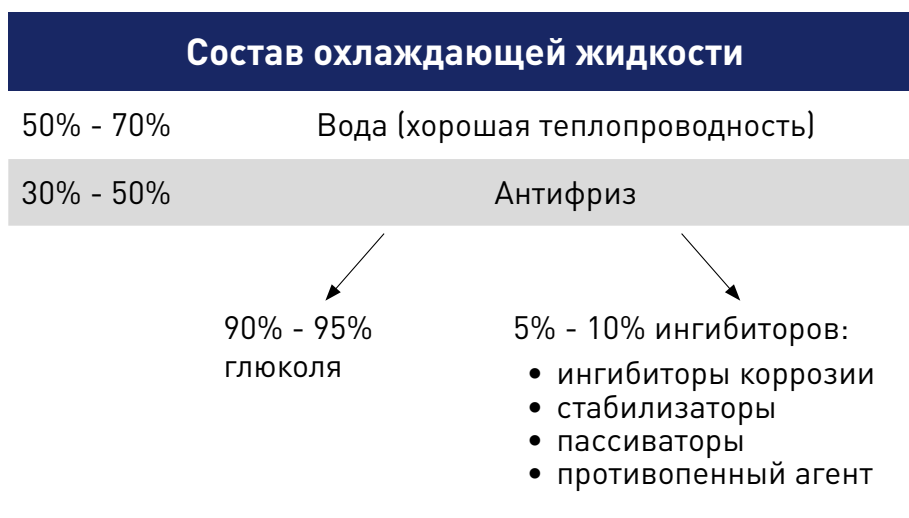 Состав охлаждающей жидкости
50% - 70% Вода (хорошая теплопроводность)
30% - 50% Антифриз
90% - 95%
глюколя
5% - 10% ингибиторов:
• ингибиторы коррозии
• стабилизаторы
• пассиваторы
• противопенный агент